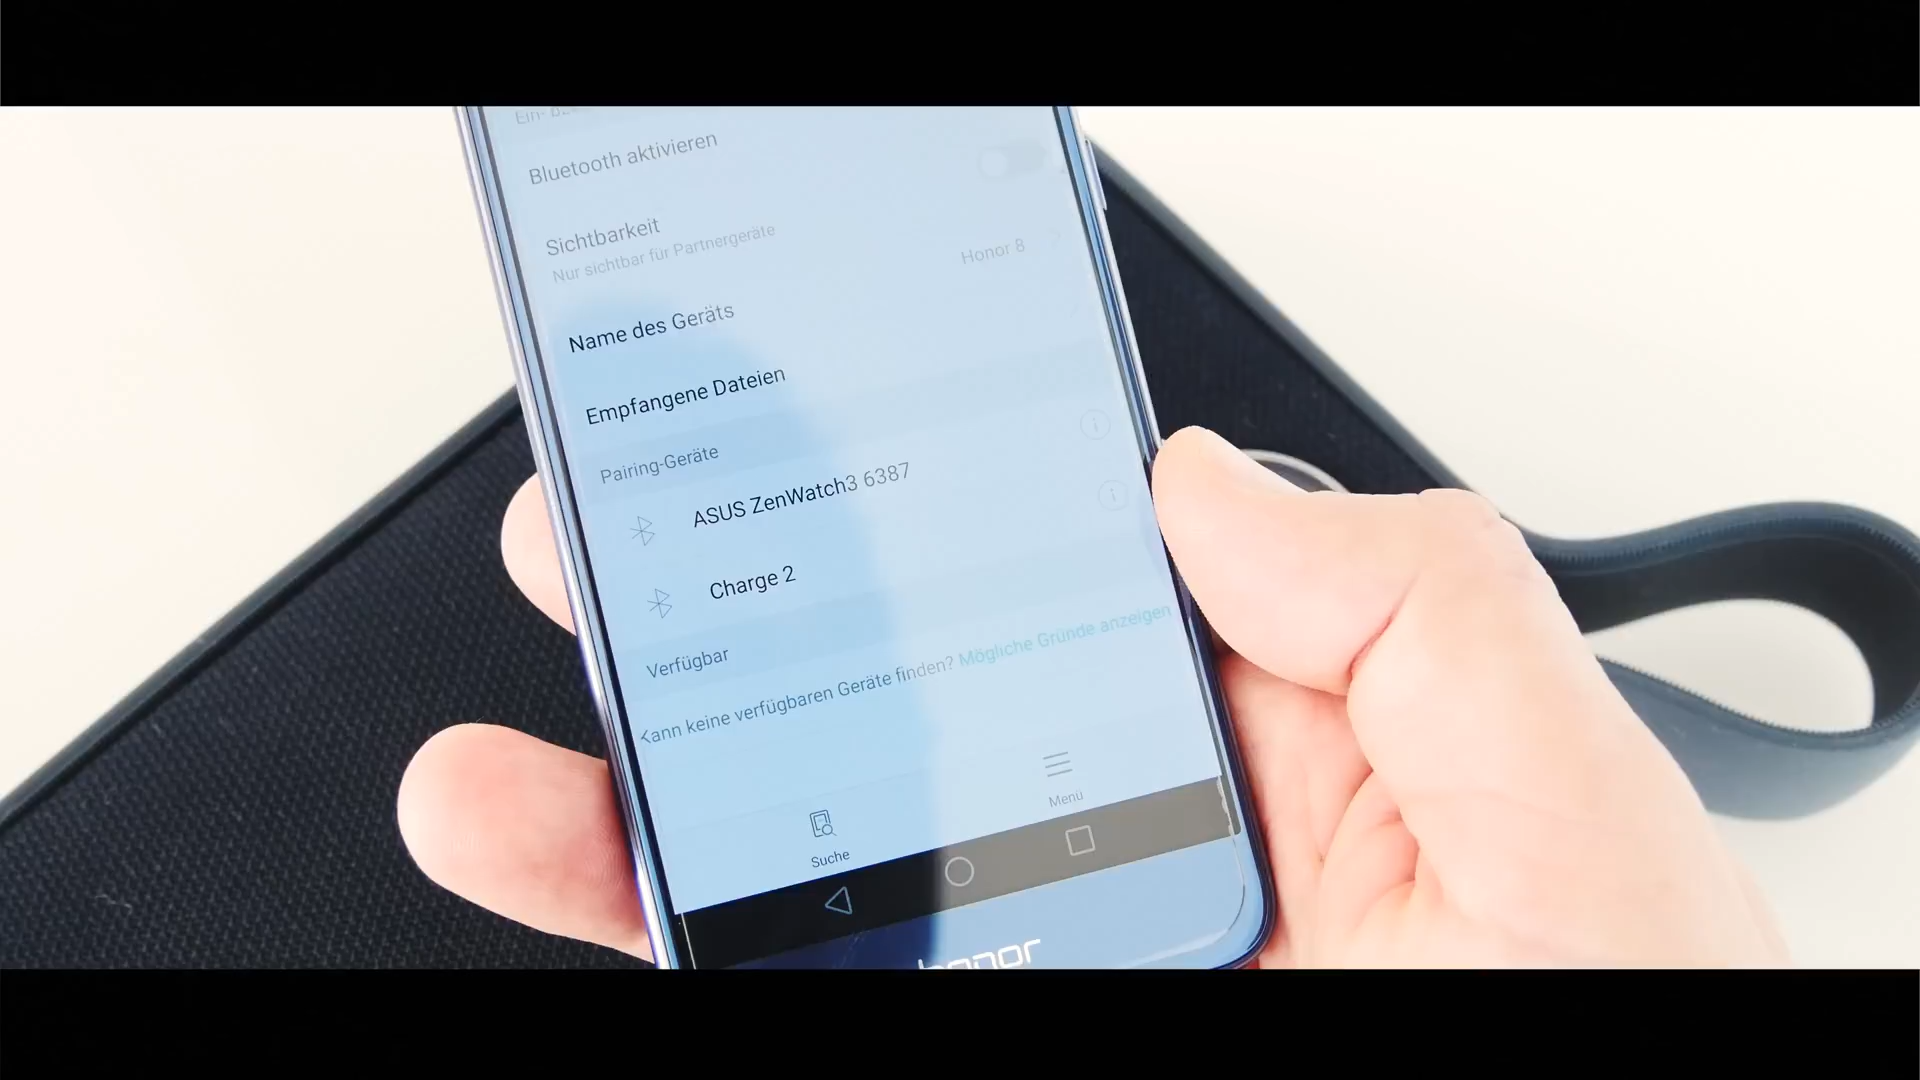 Ein-
Bluetooth aktivieren
Sichtbarkeit
Nur sichtbar für Partnergeräte
Honor 8
Name des Geräts
Empfangene Dateien
Pairing-Geräte
ASUS ZenWatch3 6387
Charge 2
Verfügbar
Kann keine verfügbaren Geräte finden? Mögliche Gründe anzeigen
Suche
Menü
honor